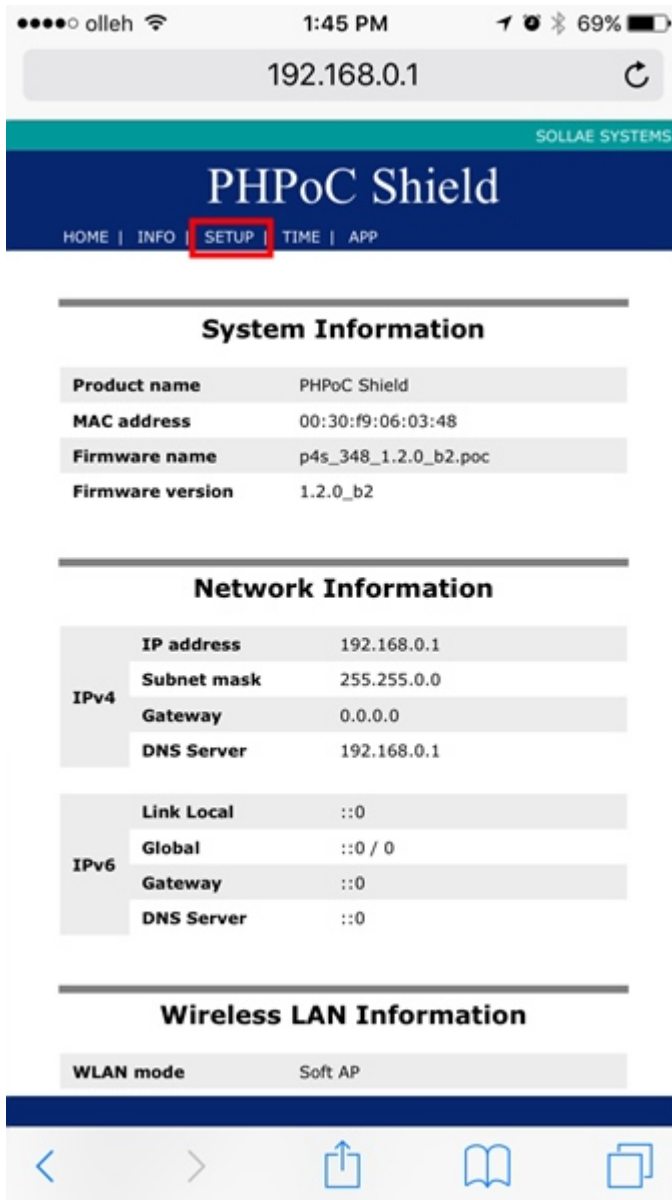 olleh 1:45 PM 69%
192.168.0.1
SOLLAE SYSTEMS
PHPoC Shield
HOME | INFO | SETUP | TIME | APP
System Information
Product name PHPoC Shield
MAC address 00:30:f9:06:03:48
Firmware name p4s_348_1.2.0_b2.poc
Firmware version 1.2.0_b2
Network Information
IPv4
IP address 192.168.0.1
Subnet mask 255.255.0.0
Gateway 0.0.0.0
DNS Server 192.168.0.1
IPv6
Link Local ::0
Global ::0 / 0
Gateway ::0
DNS Server ::0
Wireless LAN Information
WLAN mode Soft AP